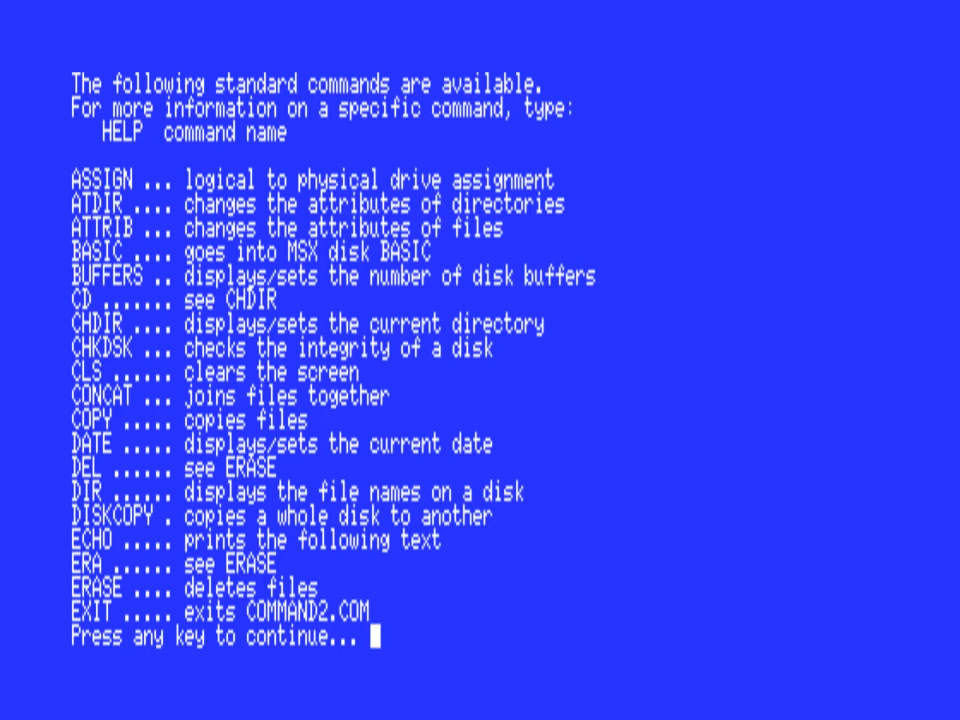 The following standard commands are available.
For more information on a specific command, type:
   HELP  command name

ASSIGN ... logical to physical drive assignment
ATDIR .... changes the attributes of directories
ATTRIB ... changes the attributes of files
BASIC .... goes into MSX disk BASIC
BUFFERS .. displays/sets the number of disk buffers
CD ....... see CHDIR
CHDIR .... displays/sets the current directory
CHKDSK ... checks the integrity of a disk
CLS ...... clears the screen
CONCAT ... joins files together
COPY ..... copies files
DATE ..... displays/sets the current date
DEL ...... see ERASE
DIR ...... displays the file names on a disk
DISKCOPY . copies a whole disk to another
ECHO ..... prints the following text
ERA ...... see ERASE
ERASE .... deletes files
EXIT ..... exits COMMAND2.COM
Press any key to continue...